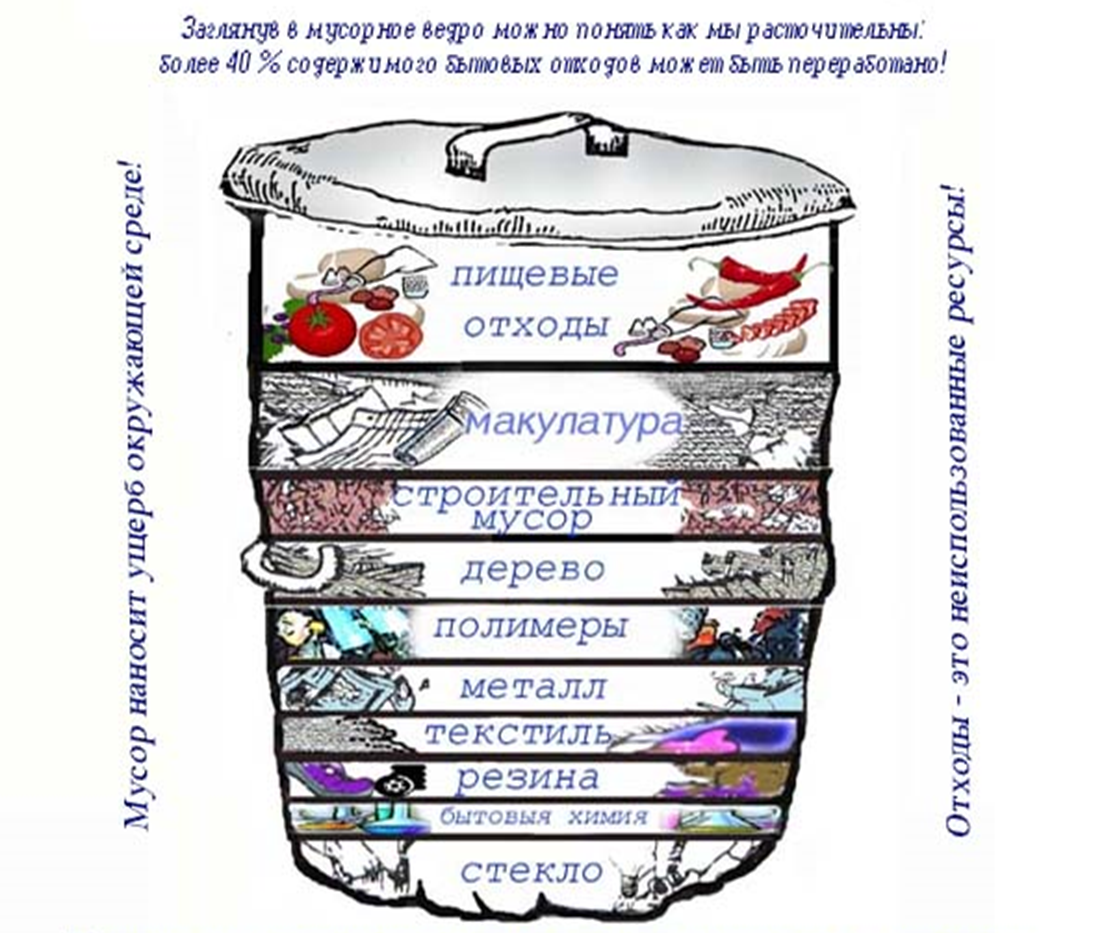 Заглянув в мусорное ведро можно понять как мы расточительны:
более 40 % содержимого бытовых отходов может быть переработано!
Мусор наносит ущерб окружающей среде!
пищевые
отходы
макулатура
строительный
мусор
дерево
полимеры
металл
текстиль
резина
бытовыя химия
стекло
Отходы - это неиспользованные ресурсы!